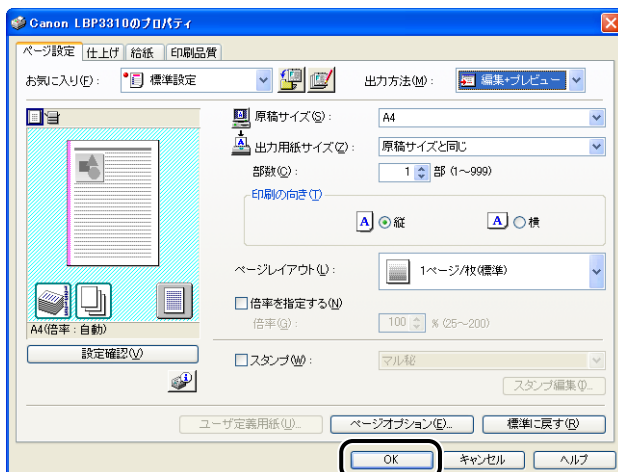 Canon LBP3310のプロパティ
ページ設定 仕上げ 給紙 印刷品質
お気に入り(F): 標準設定 出力方法(M): 編集+プレビュー
原稿サイズ(S): A4
出力用紙サイズ(Z): 原稿サイズと同じ
部数(C): 1 部 (1～999)
印刷の向き(T)
A 縦 A 横
ページレイアウト(L): 1ページ/枚(標準)
倍率を指定する(N)
A4(倍率:自動) 倍率(G): 100 % (25～200)
設定確認(V) スタンプ(W): マル秘
スタンプ編集(I)...
ユーザ定義用紙(U)... ページオプション(E)... 標準に戻す(R)
OK キャンセル ヘルプ